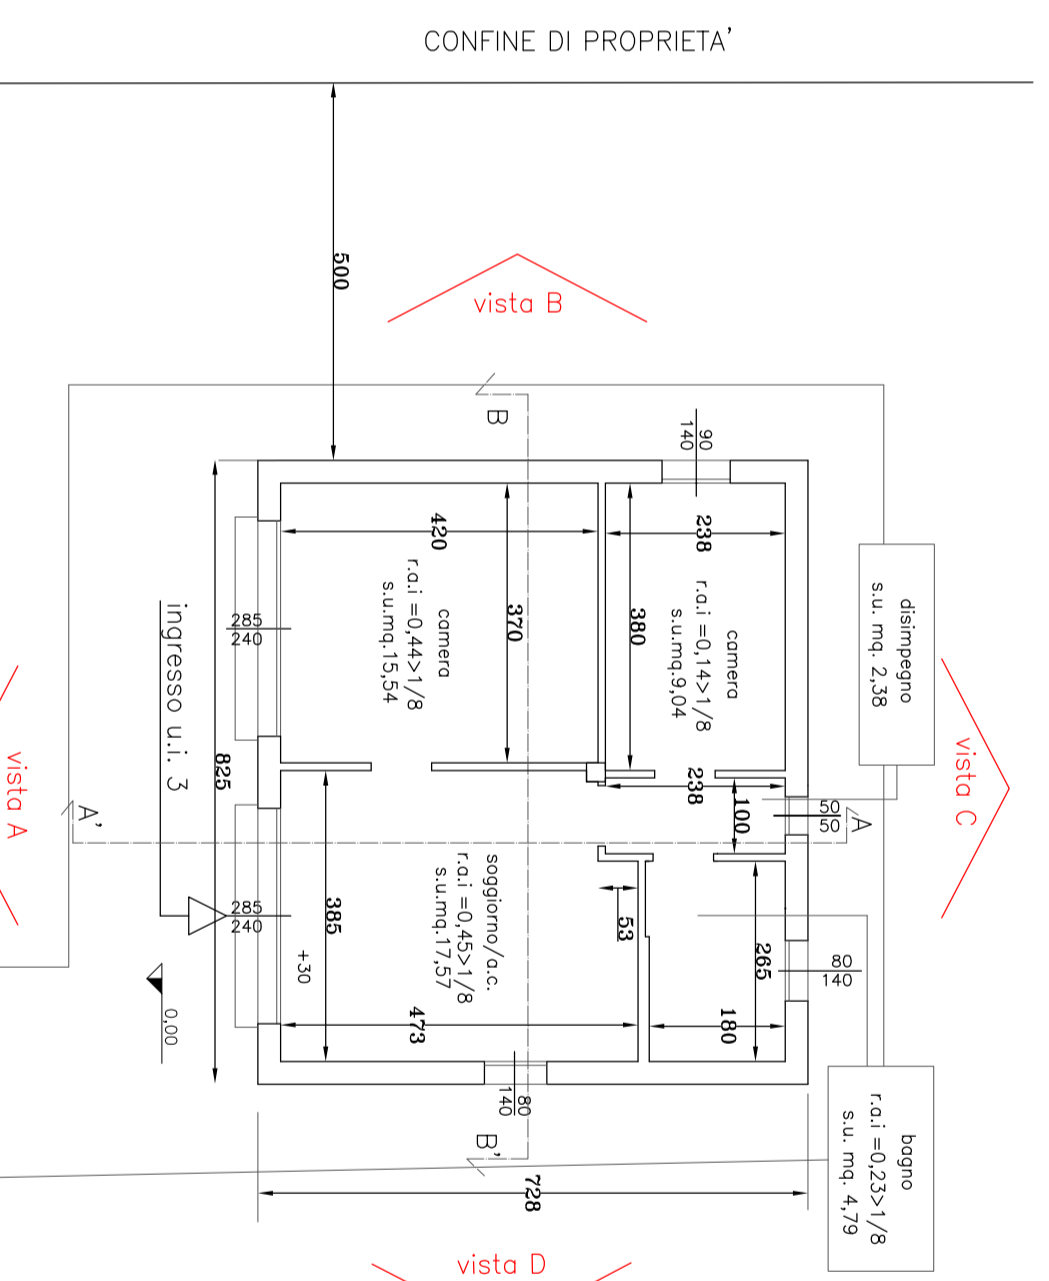 CONFINE DI PROPRIETA'
500
vista B
B
90
140
420
camera
r.a.i =0,44>1/8
s.u.mq.15,54
370
238
camera
r.a.i =0,14>1/8
s.u.mq.9,04
380
disimpegno
s.u. mq. 2,38
285
240
ingresso u.i. 3
825
vista A
A'
238
100
50
50
A
vista C
soggiorno/a.c.
r.a.i =0,45>1/8
s.u.mq.17,57
385
53
265
80
140
285
240
+30
0,00
473
180
80
140
B'
728
bagno
r.a.i =0,23>1/8
s.u. mq. 4,79
vista D